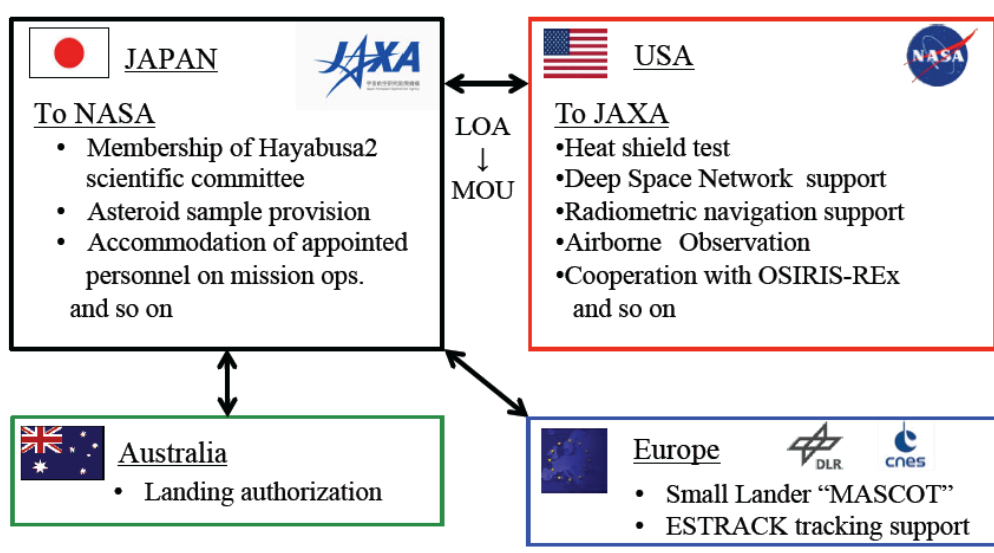 JAPAN
JAXA
To NASA
• Membership of Hayabusa2
scientific committee
• Asteroid sample provision
• Accommodation of appointed
personnel on mission ops.
and so on
LOA
↓
MOU
USA
NASA
To JAXA
•Heat shield test
•Deep Space Network support
•Radiometric navigation support
•Airborne Observation
•Cooperation with OSIRIS-REx
and so on
Australia
• Landing authorization
Europe
DLR
cnes
• Small Lander “MASCOT”
• ESTRACK tracking support